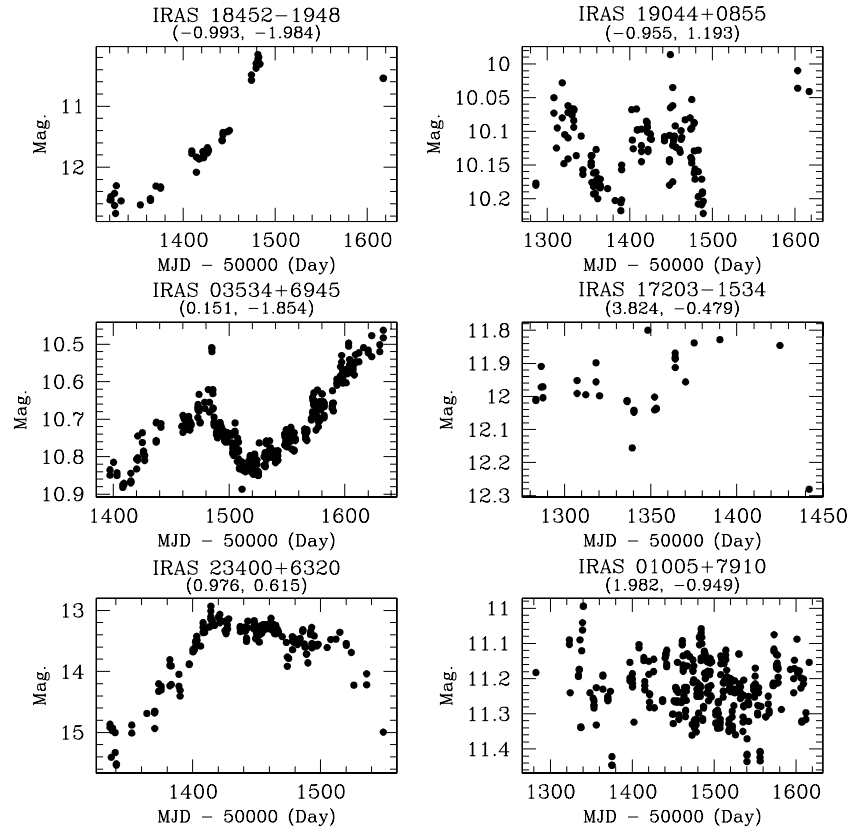 IRAS 18452−1948
(−0.993, −1.984)
Mag.
11
12
1400 1500 1600
MJD − 50000 (Day)
IRAS 19044+0855
(−0.955, 1.193)
Mag.
10
10.05
10.1
10.15
10.2
1300 1400 1500 1600
MJD − 50000 (Day)
IRAS 03534+6945
(0.151, −1.854)
Mag.
10.5
10.6
10.7
10.8
10.9
1400 1500 1600
MJD − 50000 (Day)
IRAS 17203−1534
(3.824, −0.479)
Mag.
11.8
11.9
12
12.1
12.2
12.3
1300 1350 1400 1450
MJD − 50000 (Day)
IRAS 23400+6320
(0.976, 0.615)
Mag.
13
14
15
1400 1500
MJD − 50000 (Day)
IRAS 01005+7910
(1.982, −0.949)
Mag.
11
11.1
11.2
11.3
11.4
1300 1400 1500 1600
MJD − 50000 (Day)